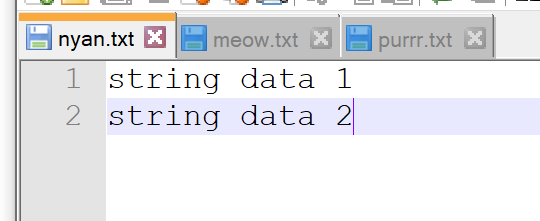 nyan.txt meow.txt purrr.txt
1 string data 1
2 string data 2